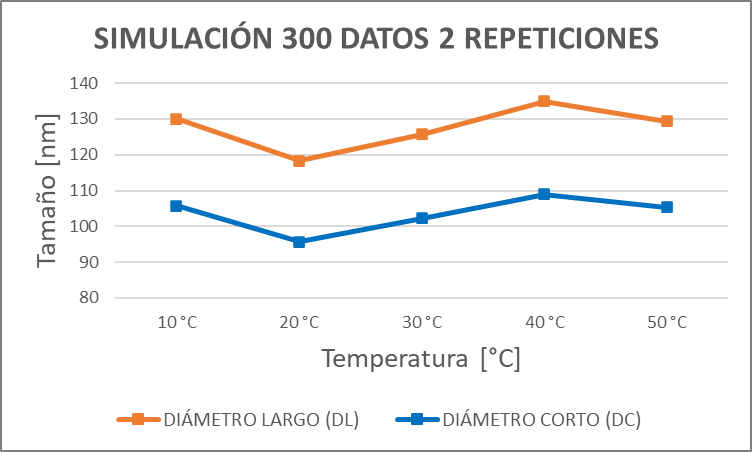 SIMULACIÓN 300 DATOS 2 REPETICIONES
140
130
120
110
100
90
80
Tamaño [nm]
10°C 20°C 30°C 40°C 50°C
Temperatura [°C]
DIÁMETRO LARGO (DL) DIÁMETRO CORTO (DC)